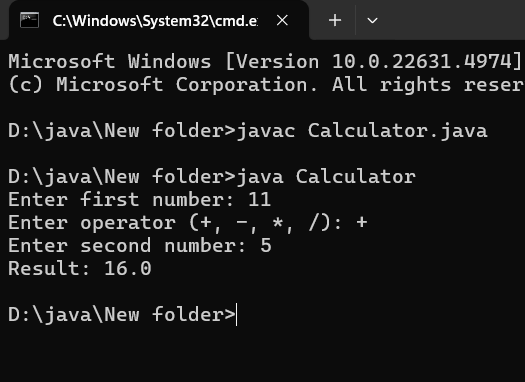 C:\Windows\System32\cmd.e
Microsoft Windows [Version 10.0.22631.4974]
(c) Microsoft Corporation. All rights reser
D:\java\New folder>javac Calculator.java
D:\java\New folder>java Calculator
Enter first number: 11
Enter operator (+, -, *, /): +
Enter second number: 5
Result: 16.0
D:\java\New folder>